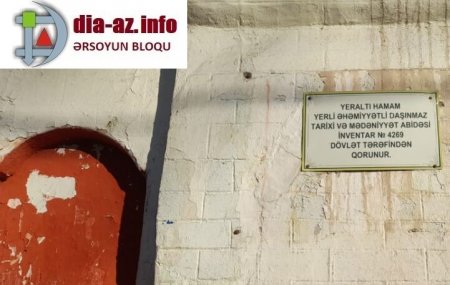 dia-az.info
ƏRSOYUN BLOQU
YERALTI HAMAM
YERLİ ƏHƏMİYYƏTLİ DAŞINMAZ
TARİXİ VƏ MƏDƏNİYYƏT ABİDƏSİ
İNVENTAR № 4269
DÖVLƏT TƏRƏFİNDƏN
QORUNUR.